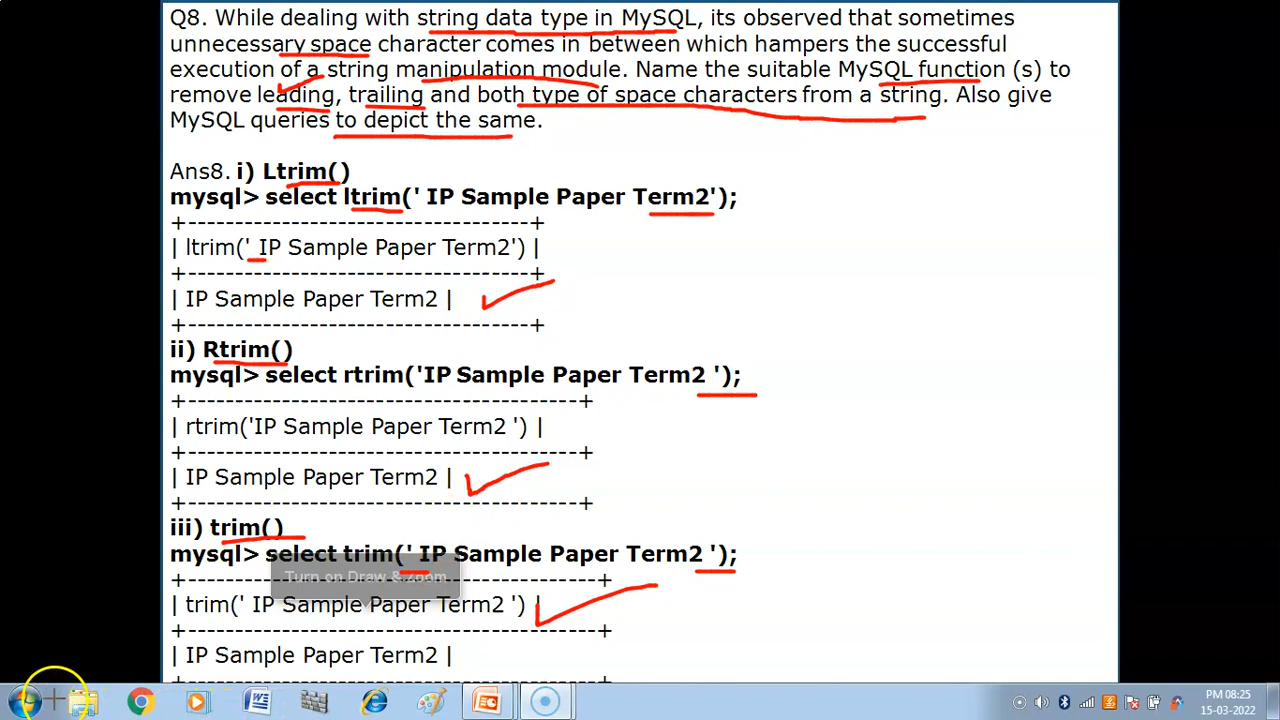 Q8. While dealing with string data type in MySQL, its observed that sometimes
unnecessary space character comes in between which hampers the successful
execution of a string manipulation module. Name the suitable MySQL function (s) to
remove leading, trailing and both type of space characters from a string. Also give
MySQL queries to depict the same.
Ans8. i) Ltrim()
mysql> select ltrim(' IP Sample Paper Term2');
+-----------------------------------+
| ltrim(' IP Sample Paper Term2') |
+-----------------------------------+
| IP Sample Paper Term2 |
+-----------------------------------+
ii) Rtrim()
mysql> select rtrim('IP Sample Paper Term2 ');
+----------------------------------------+
| rtrim('IP Sample Paper Term2 ') |
+----------------------------------------+
| IP Sample Paper Term2 |
+----------------------------------------+
iii) trim()
mysql> select trim(' IP Sample Paper Term2 ');
Turn on Draw & Zoom
+------------------------------------------+
| trim(' IP Sample Paper Term2 ') |
+------------------------------------------+
| IP Sample Paper Term2 |
+------------------------------------------+
PM 08:25
15-03-2022